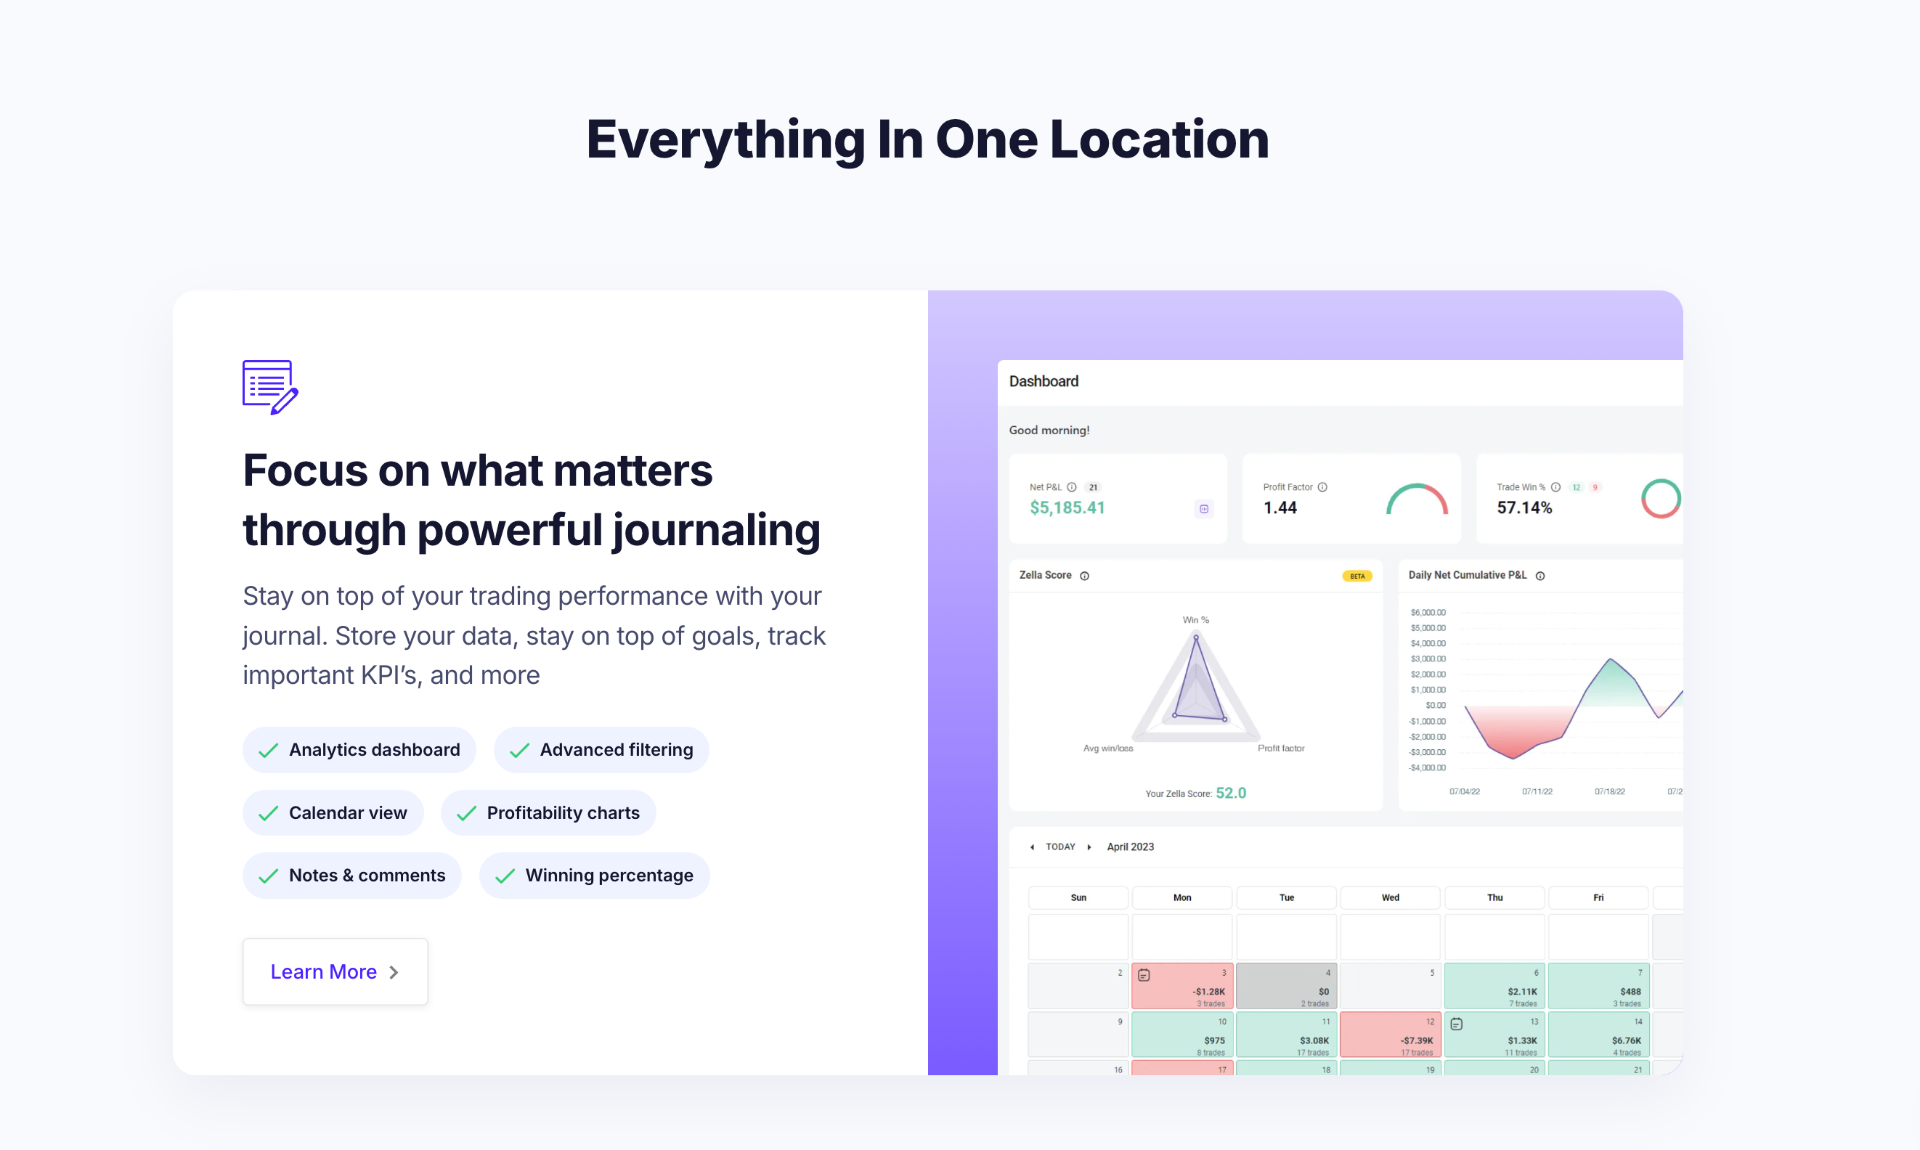 Everything In One Location
Focus on what matters
through powerful journaling
Stay on top of your trading performance with your
journal. Store your data, stay on top of goals, track
important KPI’s, and more
Analytics dashboard
Advanced filtering
Calendar view
Profitability charts
Notes & comments
Winning percentage
Learn More
Dashboard
Good morning!
Net P&L 21
$5,185.41
Profit Factor
1.44
Trade Win % 12 9
57.14%
Zella Score
BETA
Win %
Avg win/loss
Profit factor
Your Zella Score: 52.0
Daily Net Cumulative P&L
$6,000.00
$5,000.00
$4,000.00
$3,000.00
$2,000.00
$1,000.00
$0.00
-$1,000.00
-$2,000.00
-$3,000.00
-$4,000.00
07/04/22 07/11/22 07/18/22 07/2
TODAY April 2023
Sun Mon Tue Wed Thu Fri
2 3 4 5 6 7
-$1.28K $0 $2.11K $488
3 trades 2 trades 7 trades 3 trades
9 10 11 12 13 14
$975 $3.08K -$7.39K $1.33K $6.76K
8 trades 17 trades 17 trades 11 trades 4 trades
16 17 18 19 20 21